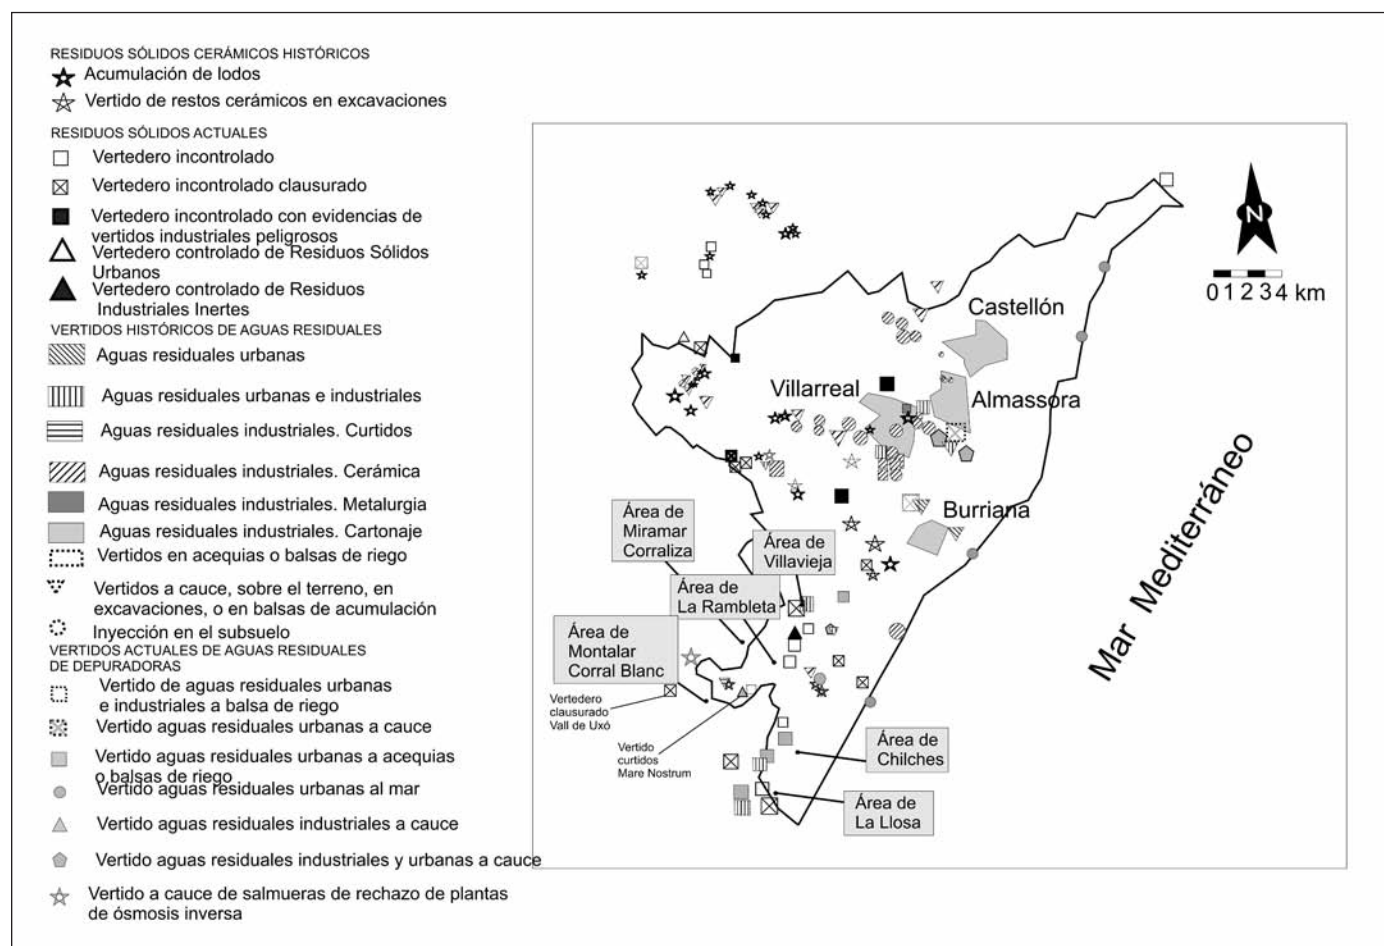 RESIDUOS SÓLIDOS CERÁMICOS HISTÓRICOS
Acumulación de lodos
Vertido de restos cerámicos en excavaciones
RESIDUOS SÓLIDOS ACTUALES
Vertedero incontrolado
Vertedero incontrolado clausurado
Vertedero incontrolado con evidencias de
vertidos industriales peligrosos
Vertedero controlado de Residuos Sólidos
Urbanos
Vertedero controlado de Residuos
Industriales Inertes
VERTIDOS HISTÓRICOS DE AGUAS RESIDUALES
Aguas residuales urbanas
Aguas residuales urbanas e industriales
Aguas residuales industriales. Curtidos
Aguas residuales industriales. Cerámica
Aguas residuales industriales. Metalurgia
Aguas residuales industriales. Cartonaje
Vertidos en acequias o balsas de riego
Vertidos a cauce, sobre el terreno, en
excavaciones, o en balsas de acumulación
Inyección en el subsuelo
VERTIDOS ACTUALES DE AGUAS RESIDUALES
DE DEPURADORAS
Vertido de aguas residuales urbanas
e industriales a balsa de riego
Vertido aguas residuales urbanas a cauce
Vertido aguas residuales urbanas a acequias
o balsas de riego
Vertido aguas residuales urbanas al mar
Vertido aguas residuales industriales a cauce
Vertido aguas residuales industriales y urbanas a cauce
Vertido a cauce de salmueras de rechazo de plantas
de ósmosis inversa
N
0 1 2 3 4 km
Castellón
Villarreal
Almassora
Burriana
Mar Mediterráneo
Área de
Miramar
Corraliza
Área de
Villavieja
Área de
La Rambleta
Área de
Montalar
Corral Blanc
Vertedero
clausurado
Vall de Uxó
Vertido
curtidos
Mare Nostrum
Área de
Chilches
Área de
La Llosa